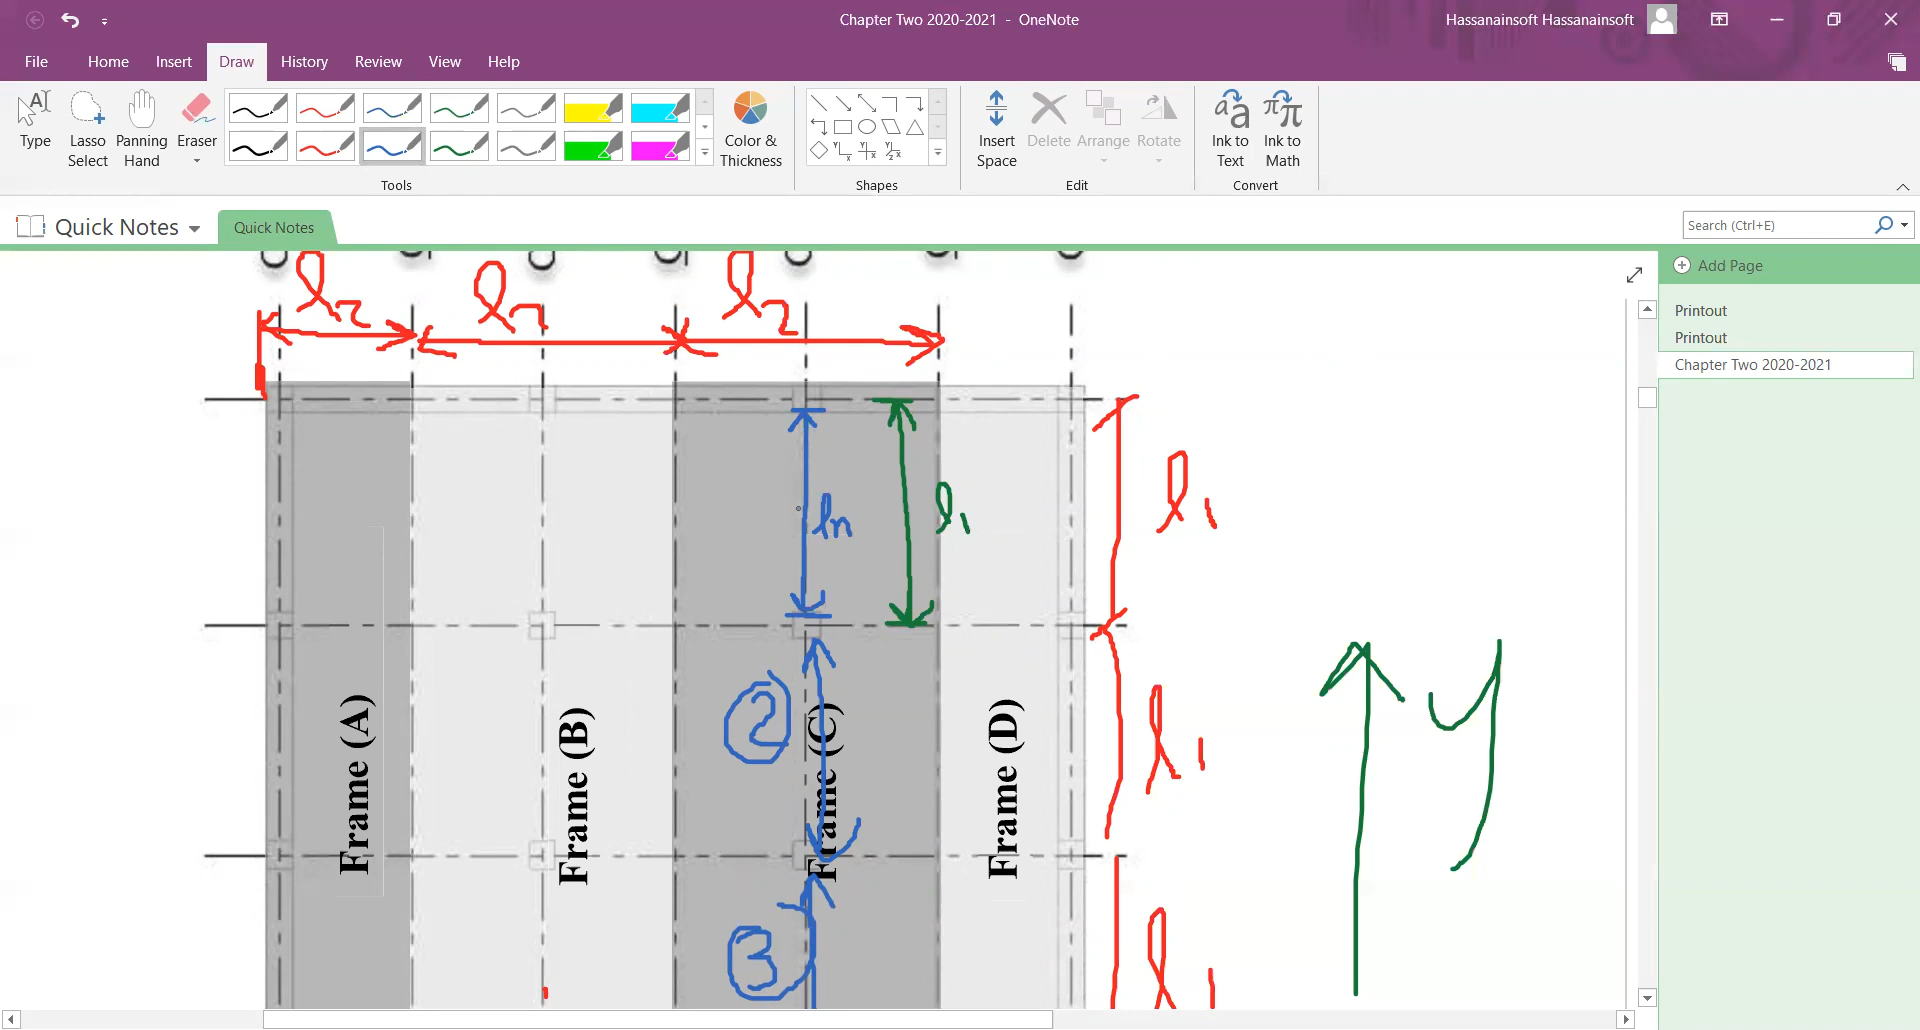 Chapter Two 2020-2021 - OneNote
Hassanainsoft Hassanainsoft
File Home Insert Draw History Review View Help
Type
Lasso Select
Panning Hand
Eraser
Color & Thickness
Insert Space
Delete
Arrange
Rotate
Ink to Text
Ink to Math
Tools
Shapes
Edit
Convert
Quick Notes
Quick Notes
Search (Ctrl+E)
Add Page
Printout
Printout
Chapter Two 2020-2021
l2
l2
l2
ln
l1
l1
l1
l1
2
3
Frame (A)
Frame (B)
Frame (C)
Frame (D)
y